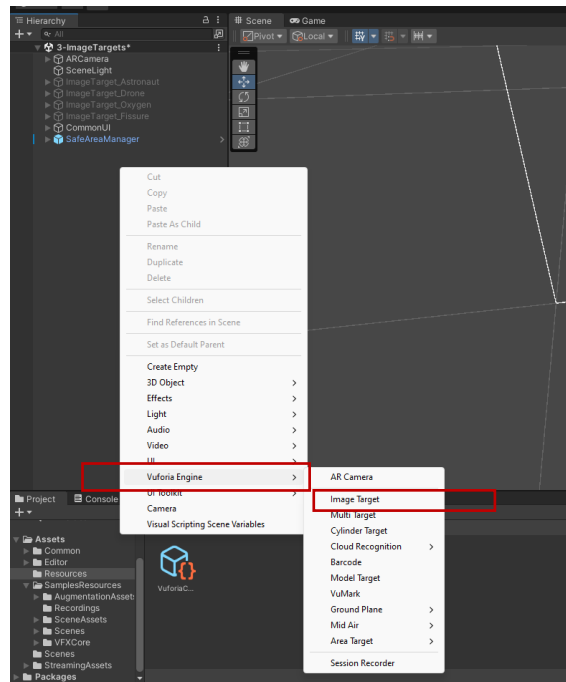 Hierarchy
Scene
Game
All
Pivot
Local
3-ImageTargets*
ARCamera
SceneLight
ImageTarget_Astronaut
ImageTarget_Drone
ImageTarget_Oxygen
ImageTarget_Fissure
CommonUI
SafeAreaManager
Cut
Copy
Paste
Paste As Child
Rename
Duplicate
Delete
Select Children
Find References in Scene
Set as Default Parent
Create Empty
3D Object
Effects
Light
Audio
Video
UI
Vuforia Engine
UI Toolkit
Camera
Visual Scripting Scene Variables
AR Camera
Image Target
Multi Target
Cylinder Target
Cloud Recognition
Barcode
Model Target
VuMark
Ground Plane
Mid Air
Area Target
Session Recorder
Project
Console
Assets
Common
Editor
Resources
SamplesResources
AugmentationAsset
Recordings
SceneAssets
Scenes
VFXCore
Scenes
StreamingAssets
Packages
VuforiaC...